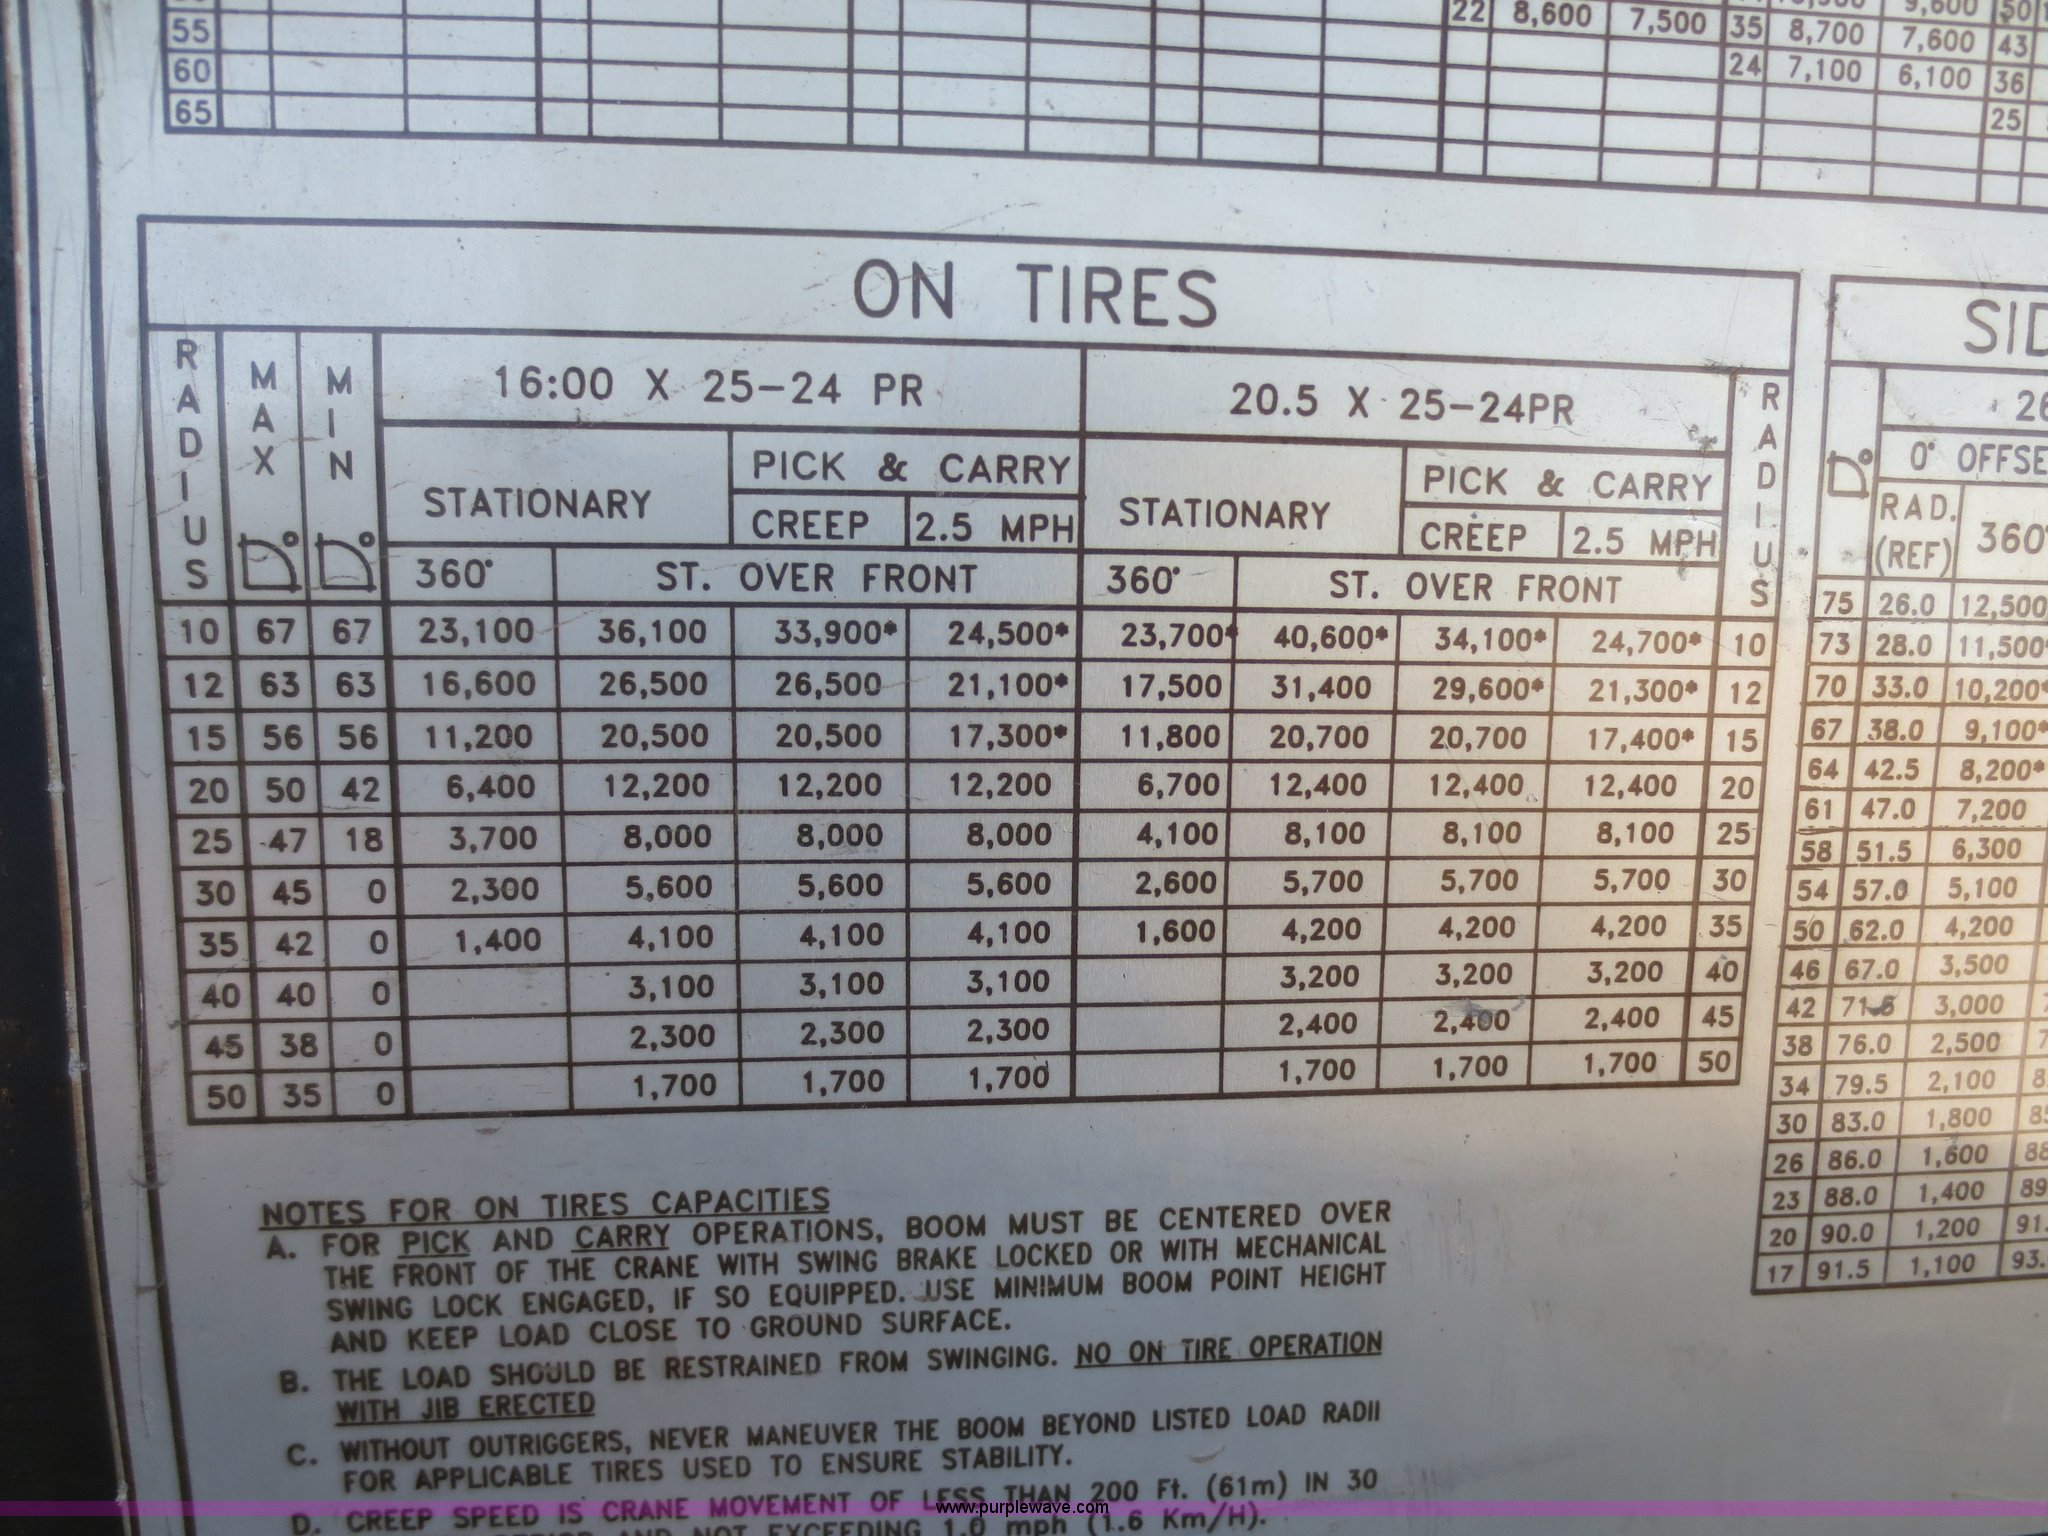 22 8,600 7,500 35 9,600 50
55 8,700 7,600 43
60 24 7,100 6,100 36
65 25
ON TIRES
RADIUS MAX MIN 16:00 X 25-24 PR 20.5 X 25-24PR RADIUS
STATIONARY PICK & CARRY STATIONARY PICK & CARRY
CREEP 2.5 MPH CREEP 2.5 MPH
360° ST. OVER FRONT 360° ST. OVER FRONT
10 67 67 23,100 36,100 33,900* 24,500* 23,700* 40,600* 34,100* 24,700* 10
12 63 63 16,600 26,500 26,500 21,100* 17,500 31,400 29,600* 21,300* 12
15 56 56 11,200 20,500 20,500 17,300* 11,800 20,700 20,700 17,400* 15
20 50 42 6,400 12,200 12,200 12,200 6,700 12,400 12,400 12,400 20
25 47 18 3,700 8,000 8,000 8,000 4,100 8,100 8,100 8,100 25
30 45 0 2,300 5,600 5,600 5,600 2,600 5,700 5,700 5,700 30
35 42 0 1,400 4,100 4,100 4,100 1,600 4,200 4,200 4,200 35
40 40 0 3,100 3,100 3,100 3,200 3,200 3,200 40
45 38 0 2,300 2,300 2,300 2,400 2,400 2,400 45
50 35 0 1,700 1,700 1,700 1,700 1,700 1,700 50
SID
26
0° OFFSE
RAD. (REF) 360°
75 26.0 12,500
73 28.0 11,500*
70 33.0 10,200*
67 38.0 9,100*
64 42.5 8,200*
61 47.0 7,200
58 51.5 6,300
54 57.0 5,100
50 62.0 4,200
46 67.0 3,500
42 71.5 3,000
38 76.0 2,500
34 79.5 2,100
30 83.0 1,800
26 86.0 1,600
23 88.0 1,400
20 90.0 1,200
17 91.5 1,100
NOTES FOR ON TIRES CAPACITIES
A. FOR PICK AND CARRY OPERATIONS, BOOM MUST BE CENTERED OVER
THE FRONT OF THE CRANE WITH SWING BRAKE LOCKED OR WITH MECHANICAL
SWING LOCK ENGAGED, IF SO EQUIPPED. USE MINIMUM BOOM POINT HEIGHT
AND KEEP LOAD CLOSE TO GROUND SURFACE.
B. THE LOAD SHOULD BE RESTRAINED FROM SWINGING. NO ON TIRE OPERATION
WITH JIB ERECTED
C. WITHOUT OUTRIGGERS, NEVER MANEUVER THE BOOM BEYOND LISTED LOAD RADII
FOR APPLICABLE TIRES USED TO ENSURE STABILITY.
D. CREEP SPEED IS CRANE MOVEMENT OF LESS THAN 200 Ft. (61m) IN 30
PERIOD AND NOT EXCEEDING 1.0 mph (1.6 Km/H).
www.purplewave.com